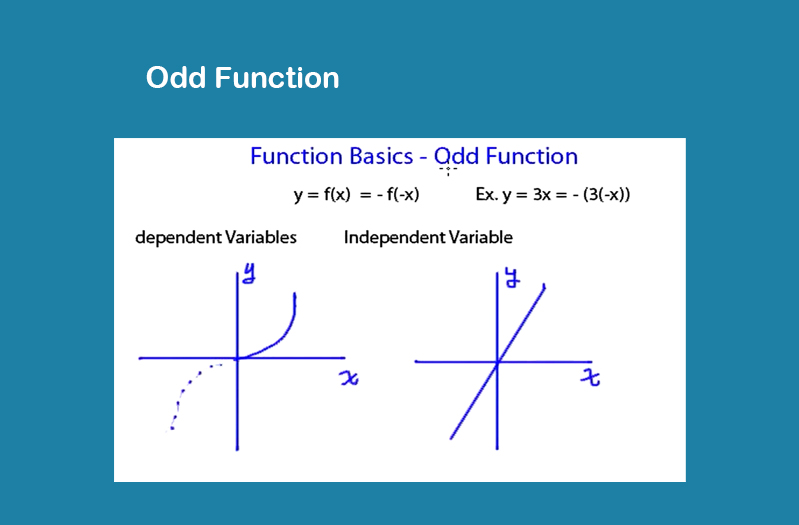 Odd Function
Function Basics - Odd Function
y = f(x) = - f(-x) Ex. y = 3x = - (3(-x))
dependent Variables Independent Variable
y y
x x